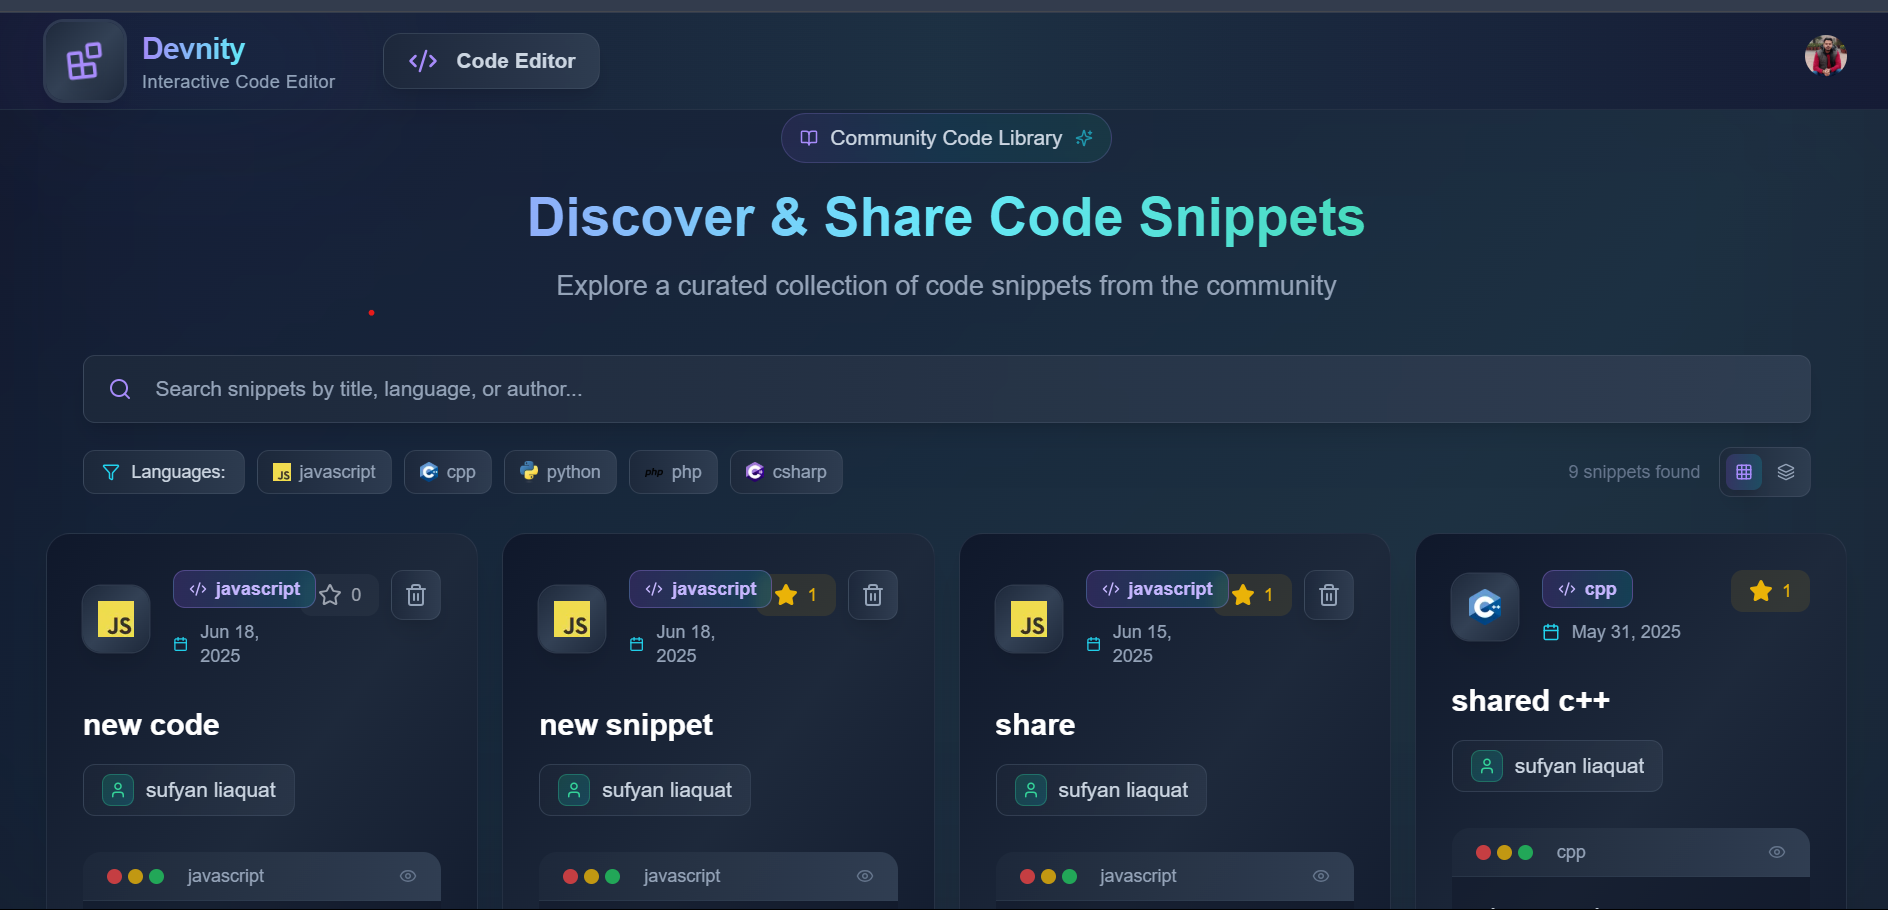 Devnity
Interactive Code Editor
</> Code Editor
Community Code Library
Discover & Share Code Snippets
Explore a curated collection of code snippets from the community
Search snippets by title, language, or author...
Languages:
JS javascript
C++ cpp
python
php php
C# csharp
9 snippets found
JS
</> javascript
0
Jun 18,
2025
new code
sufyan liaquat
javascript
JS
</> javascript
1
Jun 18,
2025
new snippet
sufyan liaquat
javascript
JS
</> javascript
1
Jun 15,
2025
share
sufyan liaquat
javascript
C++
</> cpp
1
May 31, 2025
shared c++
sufyan liaquat
cpp